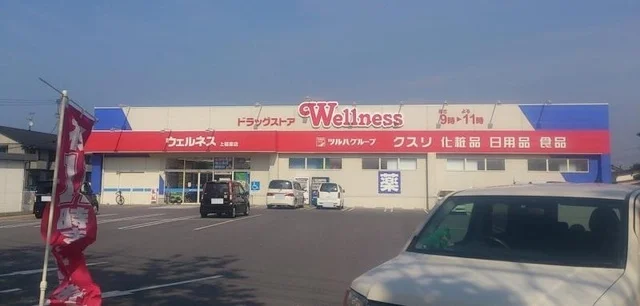 ドラッグストア Wellness 9時▸11時
ウェルネス ツルハグループ クスリ 化粧品 日用品 食品
薬